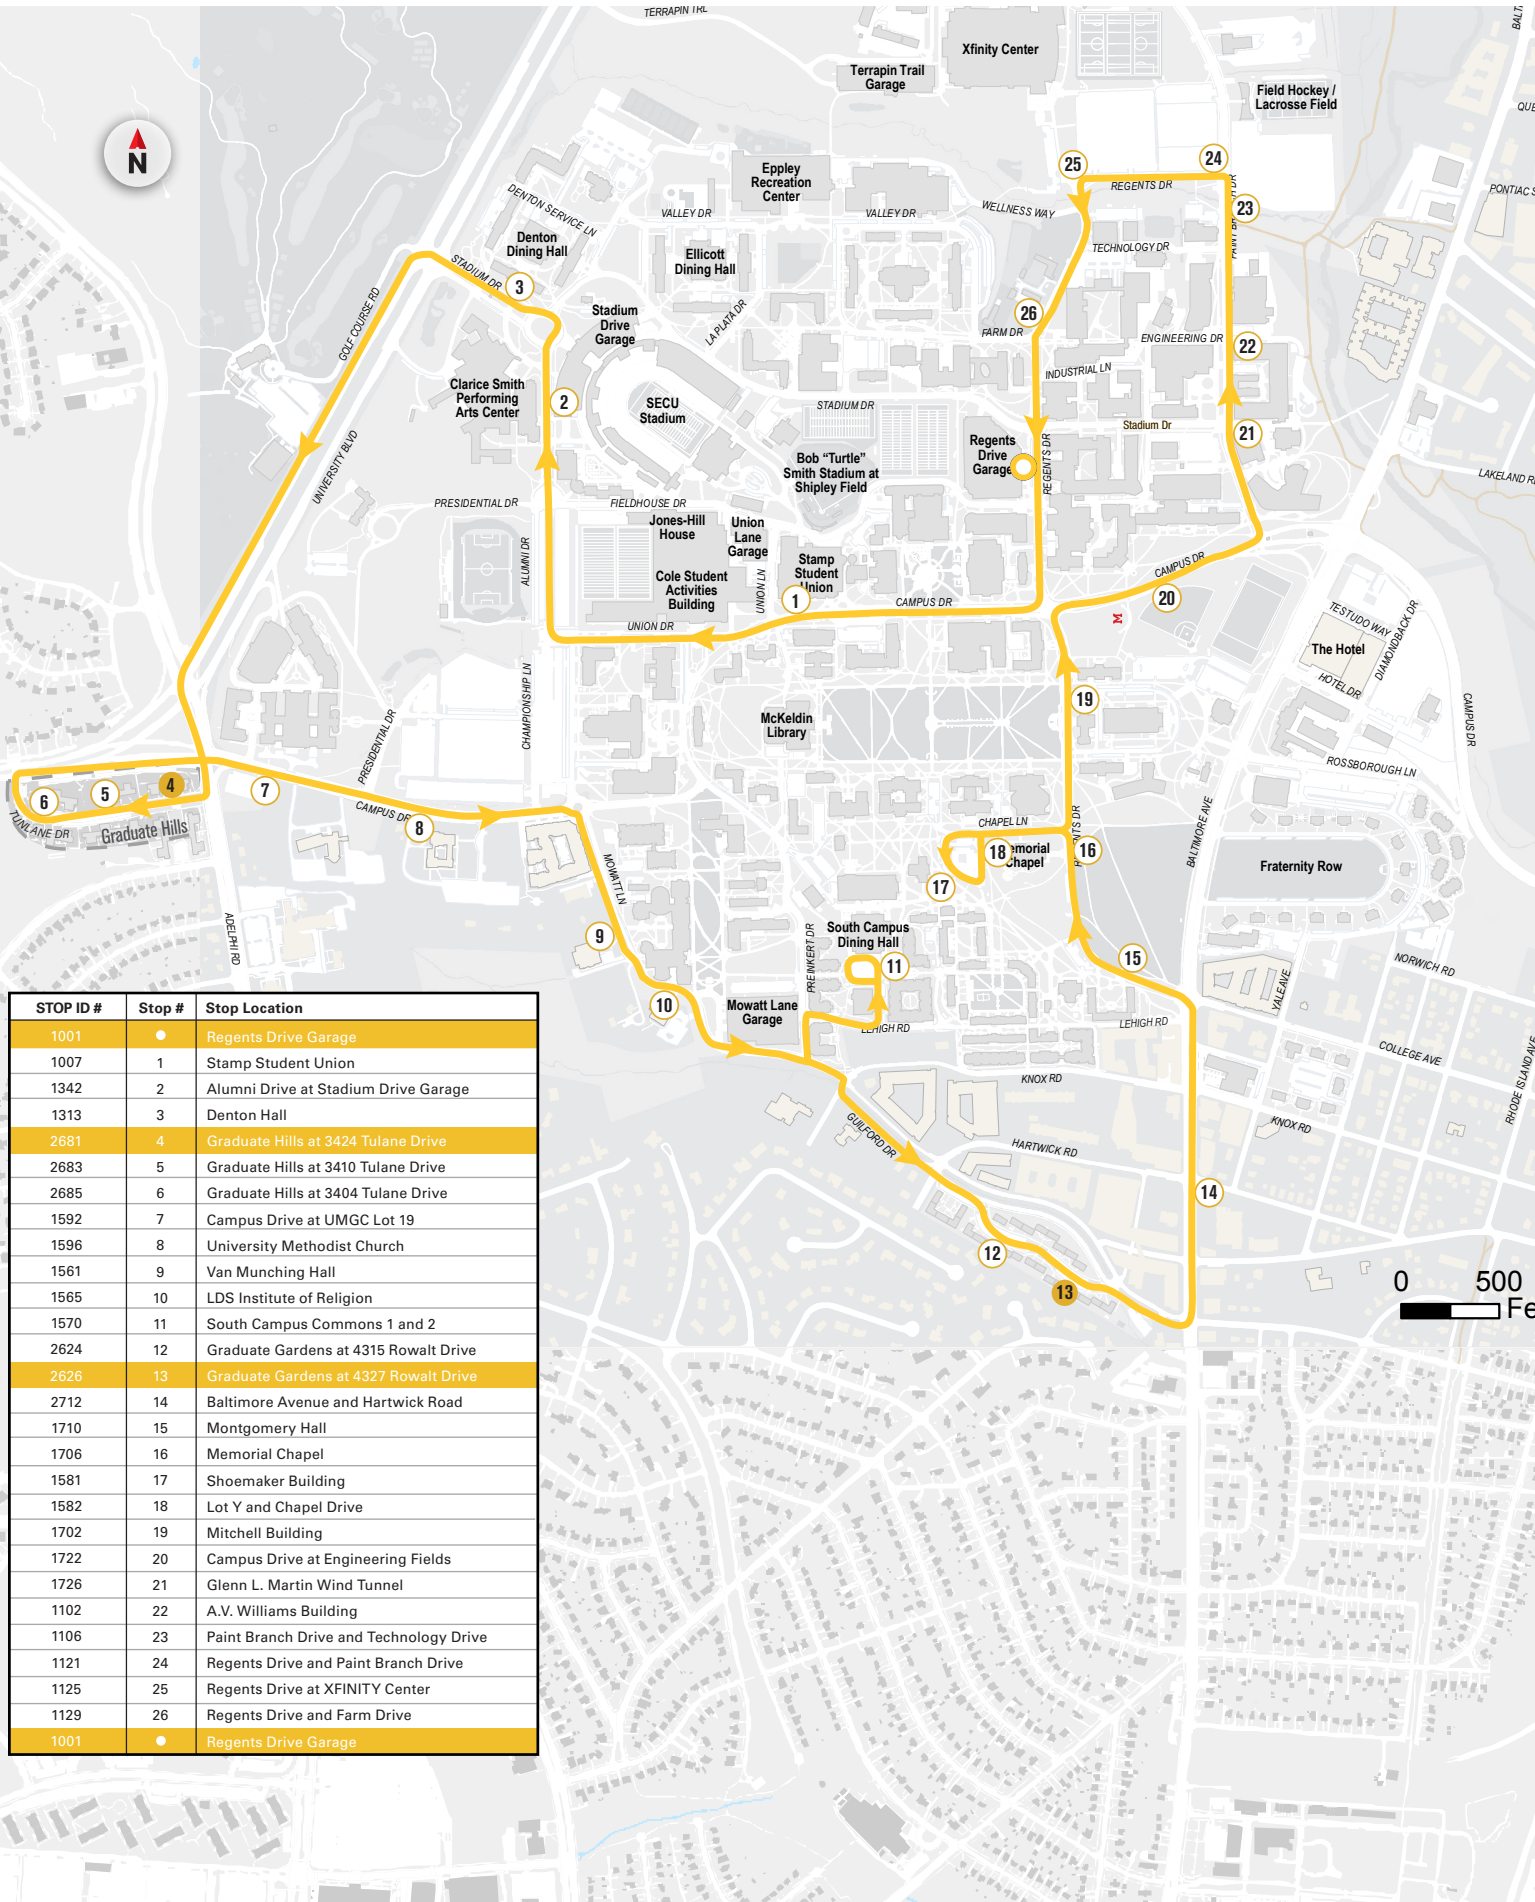 TERRAPIN TRL
Xfinity Center
Terrapin Trail
Garage
Field Hockey /
Lacrosse Field
N
Eppley
Recreation
Center
25
24
REGENTS DR
23
DENTON SERVICE LN
VALLEY DR
VALLEY DR
WELLNESS WAY
TECHNOLOGY DR
Denton
Dining Hall
Ellicott
Dining Hall
STADIUM DR
3
GOLF COURSE RD
Stadium
Drive
Garage
LA PLATA DR
26
FARM DR
ENGINEERING DR
22
INDUSTRIAL LN
Clarice Smith
Performing
Arts Center
2
SECU
Stadium
STADIUM DR
Stadium Dr
21
UNIVERSITY BLVD
Bob “Turtle”
Smith Stadium at
Shipley Field
Regents
Drive
Garage
REGENTS DR
PRESIDENTIAL DR
FIELDHOUSE DR
Jones-Hill
House
Union
Lane
Garage
ALUMNI DR
Stamp
Student
Union
Cole Student
Activities
Building
UNION LN
1
CAMPUS DR
CAMPUS DR
20
M
UNION DR
TESTUDO WAY
The Hotel
DIAMONDBACK DR
HOTEL DR
CHAMPIONSHIP LN
19
McKeldin
Library
CAMPUS DR
PRESIDENTIAL DR
ROSSBOROUGH LN
4
5
6
7
TUNLANE DR
Graduate Hills
CAMPUS DR
8
CHAPEL LN
BALTIMORE AVE
18
16
17
Fraternity Row
MOWATT LN
ADELPHI RD
9
South Campus
Dining Hall
PREINKERT DR
11
15
NORWICH RD
YALE AVE
10
Mowatt Lane
Garage
LEHIGH RD
LEHIGH RD
COLLEGE AVE
KNOX RD
KNOX RD
RHODE ISLAND AVE
GUILFORD DR
HARTWICK RD
14
12
13
0 500
STOP ID # Stop # Stop Location
1001 Regents Drive Garage
1007 1 Stamp Student Union
1342 2 Alumni Drive at Stadium Drive Garage
1313 3 Denton Hall
2681 4 Graduate Hills at 3424 Tulane Drive
2683 5 Graduate Hills at 3410 Tulane Drive
2685 6 Graduate Hills at 3404 Tulane Drive
1592 7 Campus Drive at UMGC Lot 19
1596 8 University Methodist Church
1561 9 Van Munching Hall
1565 10 LDS Institute of Religion
1570 11 South Campus Commons 1 and 2
2624 12 Graduate Gardens at 4315 Rowalt Drive
2626 13 Graduate Gardens at 4327 Rowalt Drive
2712 14 Baltimore Avenue and Hartwick Road
1710 15 Montgomery Hall
1706 16 Memorial Chapel
1581 17 Shoemaker Building
1582 18 Lot Y and Chapel Drive
1702 19 Mitchell Building
1722 20 Campus Drive at Engineering Fields
1726 21 Glenn L. Martin Wind Tunnel
1102 22 A.V. Williams Building
1106 23 Paint Branch Drive and Technology Drive
1121 24 Regents Drive and Paint Branch Drive
1125 25 Regents Drive at XFINITY Center
1129 26 Regents Drive and Farm Drive
1001 Regents Drive Garage